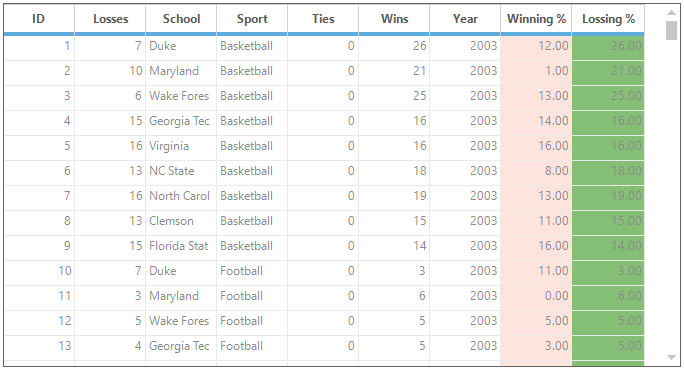 ID Losses School Sport Ties Wins Year Winning % Lossing %
1 7 Duke Basketball 0 26 2003 12.00 26.00
2 10 Maryland Basketball 0 21 2003 1.00 21.00
3 6 Wake Fores Basketball 0 25 2003 13.00 25.00
4 15 Georgia Tec Basketball 0 16 2003 14.00 16.00
5 16 Virginia Basketball 0 16 2003 16.00 16.00
6 13 NC State Basketball 0 18 2003 8.00 18.00
7 16 North Carol Basketball 0 19 2003 13.00 19.00
8 13 Clemson Basketball 0 15 2003 11.00 15.00
9 15 Florida Stat Basketball 0 14 2003 16.00 14.00
10 7 Duke Football 0 3 2003 11.00 3.00
11 3 Maryland Football 0 6 2003 0.00 6.00
12 5 Wake Fores Football 0 5 2003 5.00 5.00
13 4 Georgia Tec Football 0 5 2003 3.00 5.00